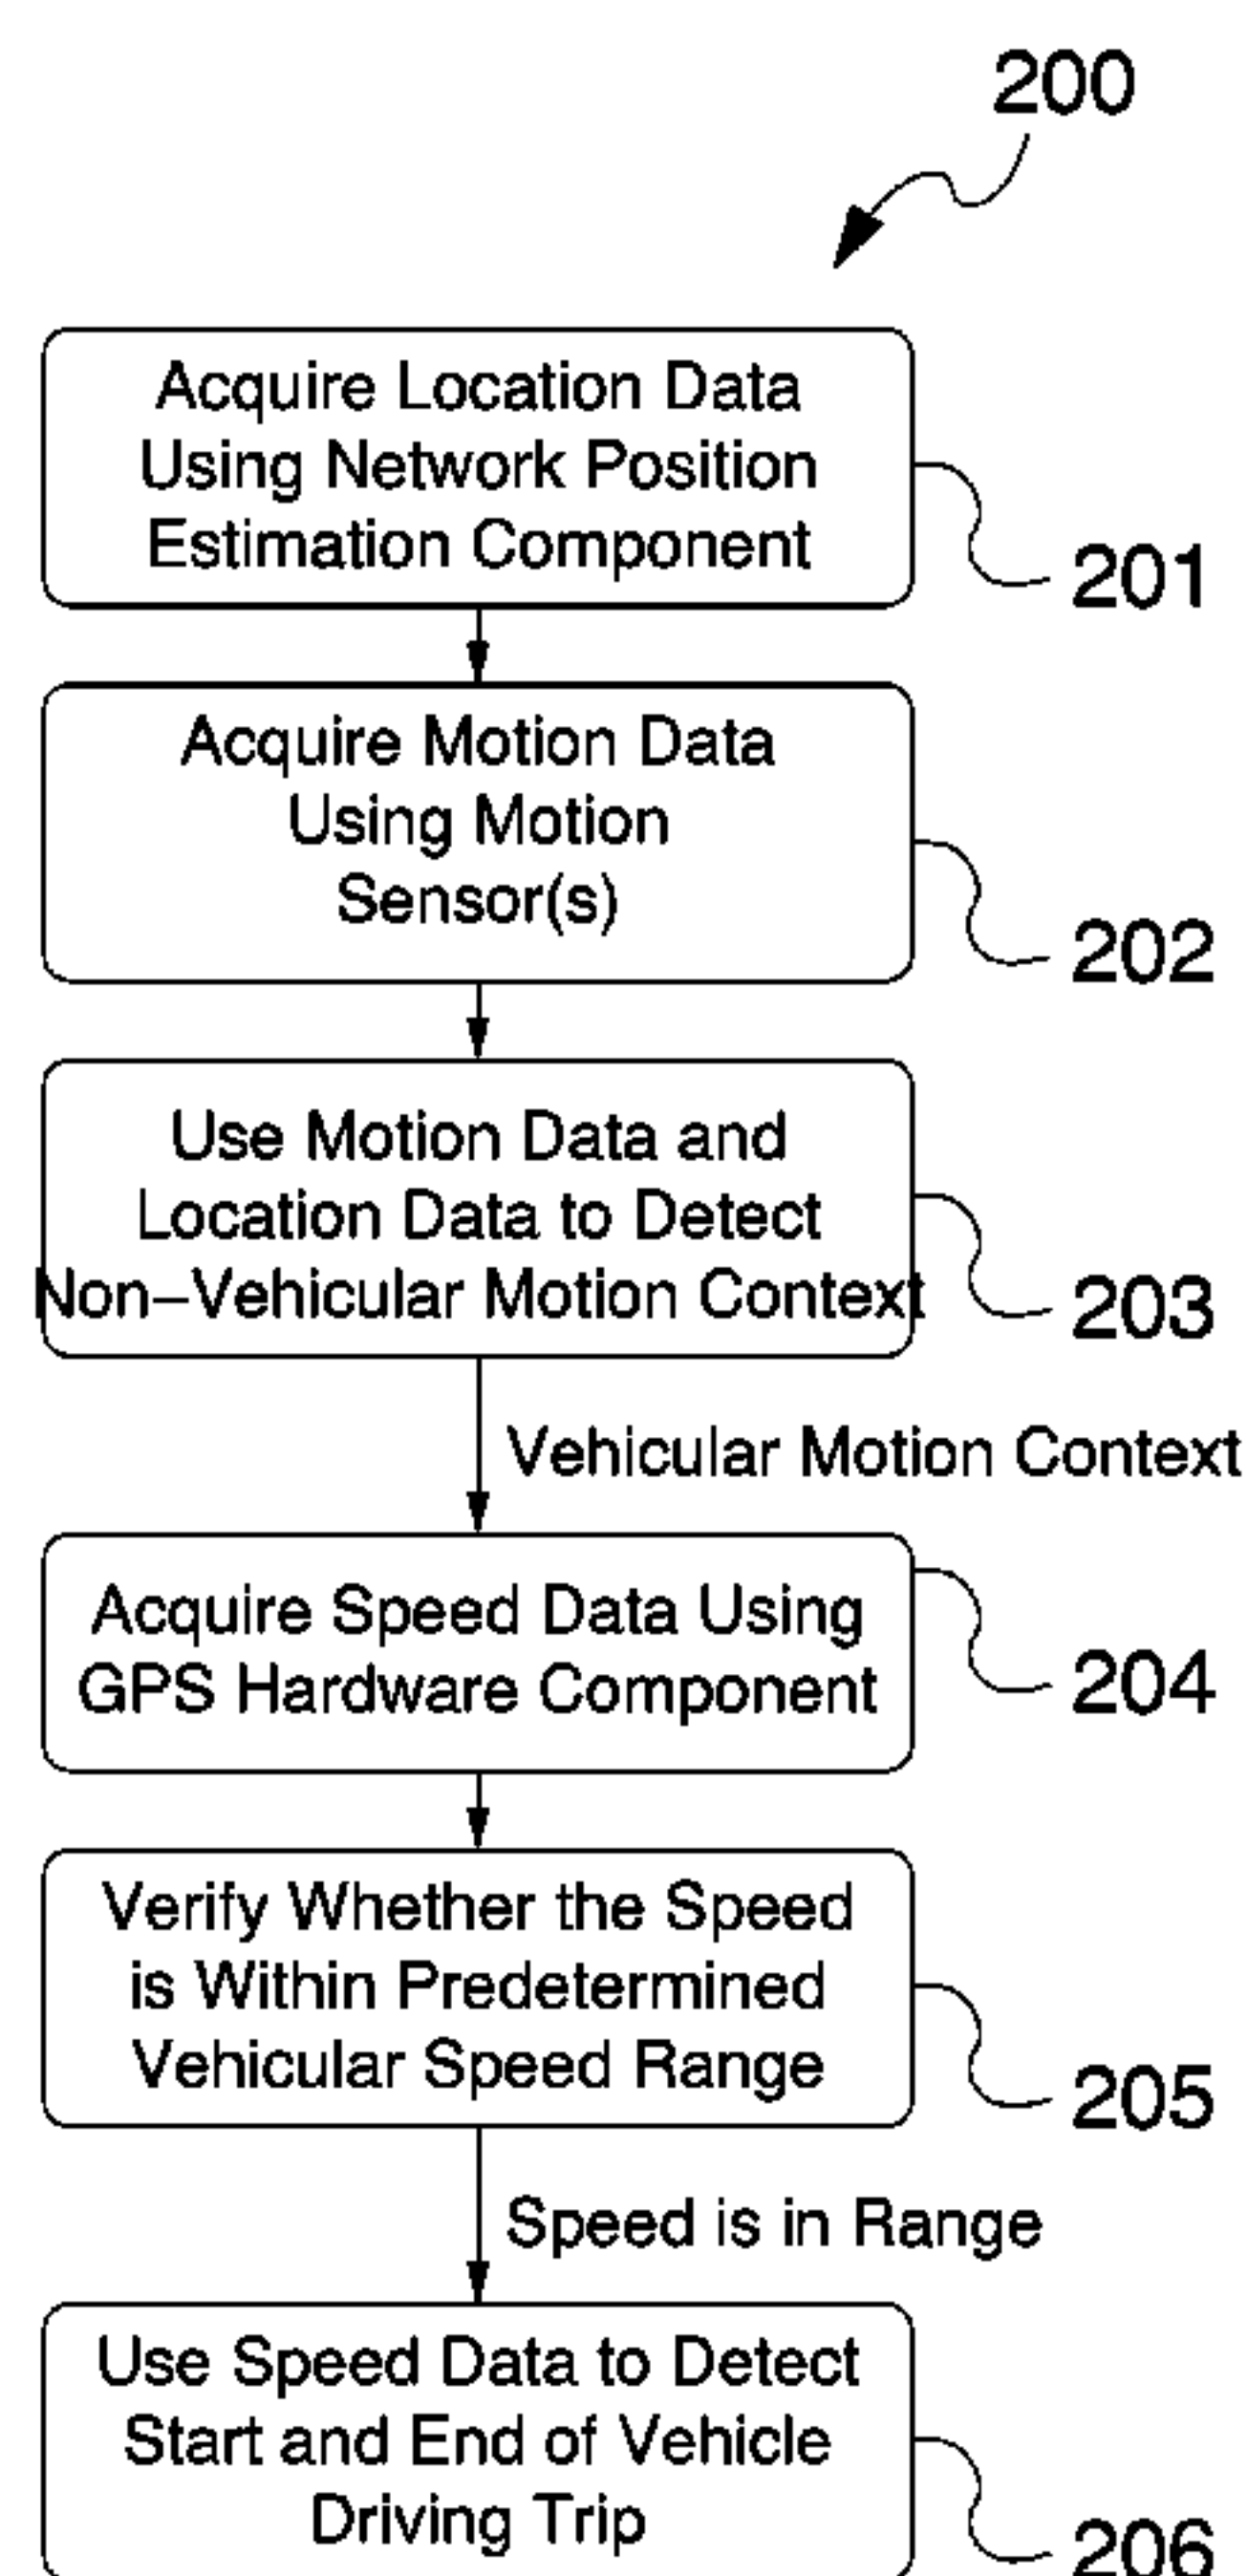 200
Acquire Location Data
Using Network Position
Estimation Component
201
Acquire Motion Data
Using Motion
Sensor(s)
202
Use Motion Data and
Location Data to Detect
Non–Vehicular Motion Context
203
Vehicular Motion Context
Acquire Speed Data Using
GPS Hardware Component
204
Verify Whether the Speed
is Within Predetermined
Vehicular Speed Range
205
Speed is in Range
Use Speed Data to Detect
Start and End of Vehicle
Driving Trip
206